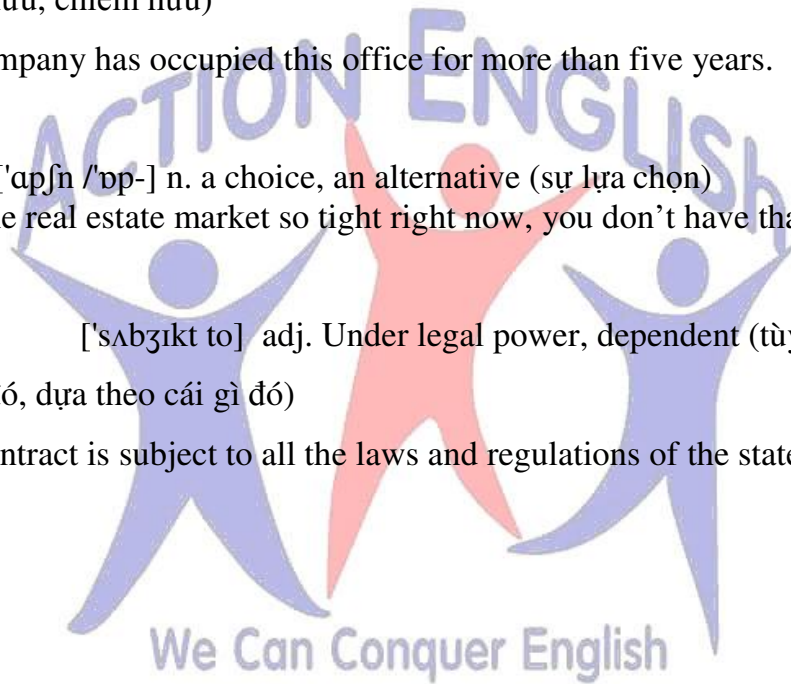 hữu, chiếm hữu)
mpany has occupied this office for more than five years.
ACTION ENGLISH
['ɑpʃn /'ɒp-] n. a choice, an alternative (sự lựa chọn)
e real estate market so tight right now, you don’t have tha
['sʌbʒɪkt to] adj. Under legal power, dependent (tùy
đó, dựa theo cái gì đó)
ntract is subject to all the laws and regulations of the state
We Can Conquer English